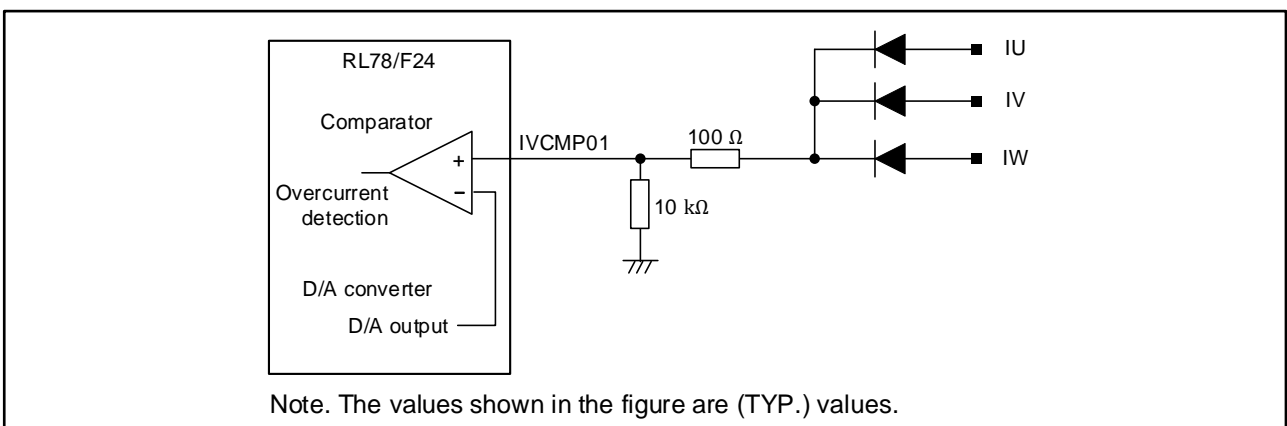 RL78/F24
Comparator
+
−
Overcurrent
detection
D/A converter
D/A output
IVCMP01
100 Ω
10 kΩ
IU
IV
IW
Note. The values shown in the figure are (TYP.) values.